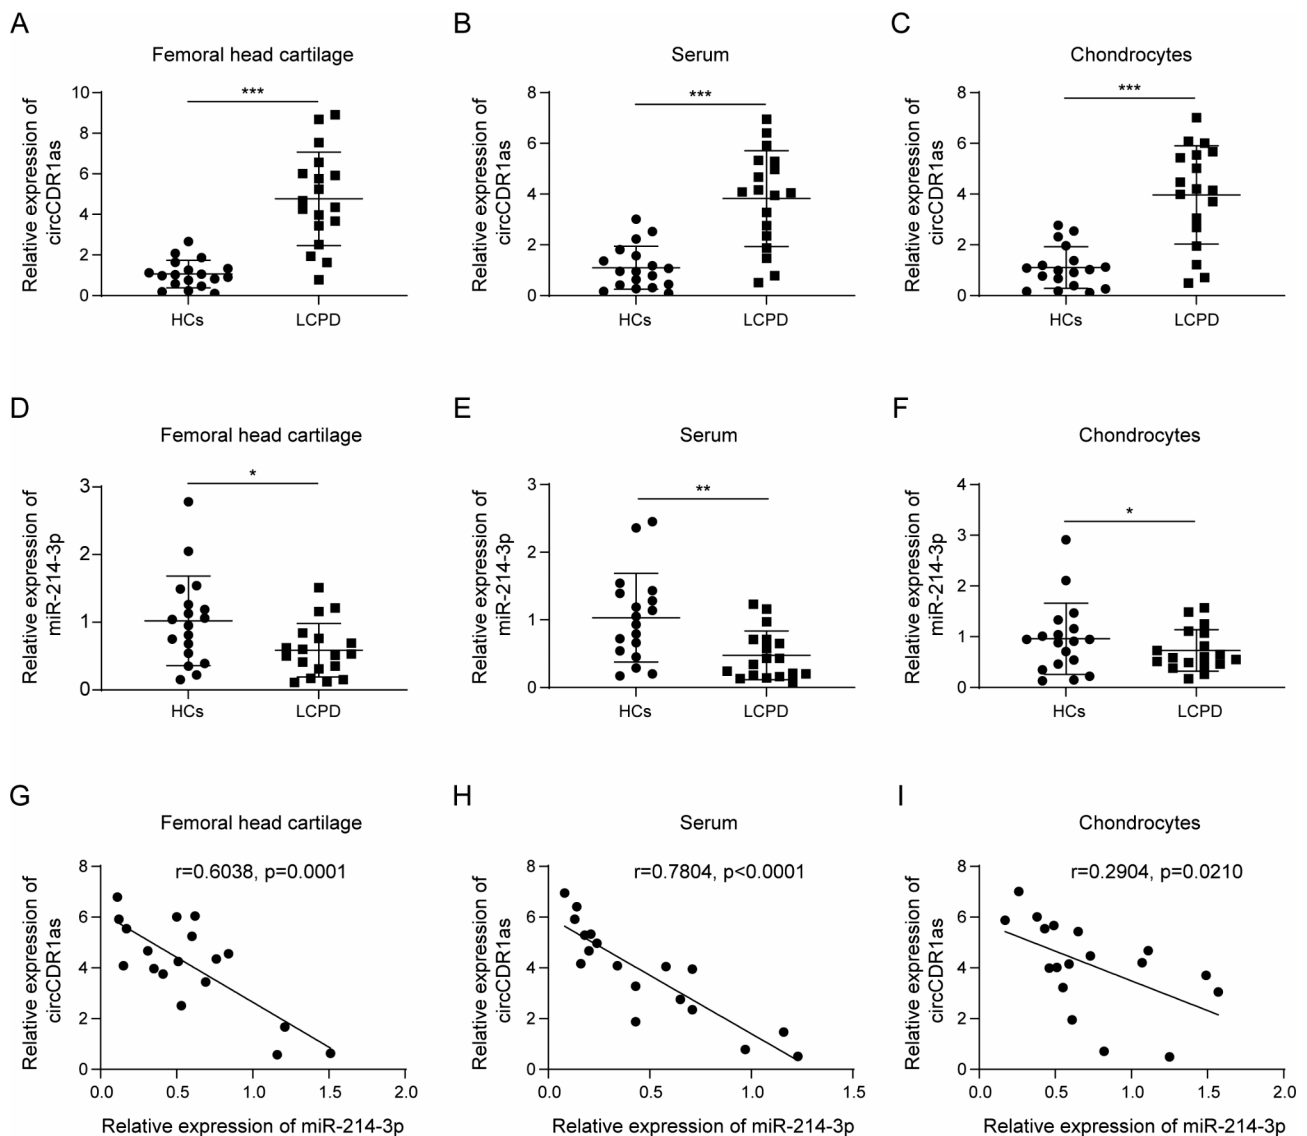 A
Femoral head cartilage
Relative expression of
circCDR1as
10
8
6
4
2
0
***
HCs
LCPD
B
Serum
Relative expression of
circCDR1as
8
6
4
2
0
***
HCs
LCPD
C
Chondrocytes
Relative expression of
circCDR1as
8
6
4
2
0
***
HCs
LCPD
D
Femoral head cartilage
Relative expression of
miR-214-3p
3
2
1
0
*
HCs
LCPD
E
Serum
Relative expression of
miR-214-3p
3
2
1
0
**
HCs
LCPD
F
Chondrocytes
Relative expression of
miR-214-3p
4
3
2
1
0
*
HCs
LCPD
G
Femoral head cartilage
r=0.6038, p=0.0001
Relative expression of
circCDR1as
8
6
4
2
0
0.0 0.5 1.0 1.5 2.0
Relative expression of miR-214-3p
H
Serum
r=0.7804, p<0.0001
Relative expression of
circCDR1as
8
6
4
2
0
0.0 0.5 1.0 1.5
Relative expression of miR-214-3p
I
Chondrocytes
r=0.2904, p=0.0210
Relative expression of
circCDR1as
8
6
4
2
0
0.0 0.5 1.0 1.5 2.0
Relative expression of miR-214-3p